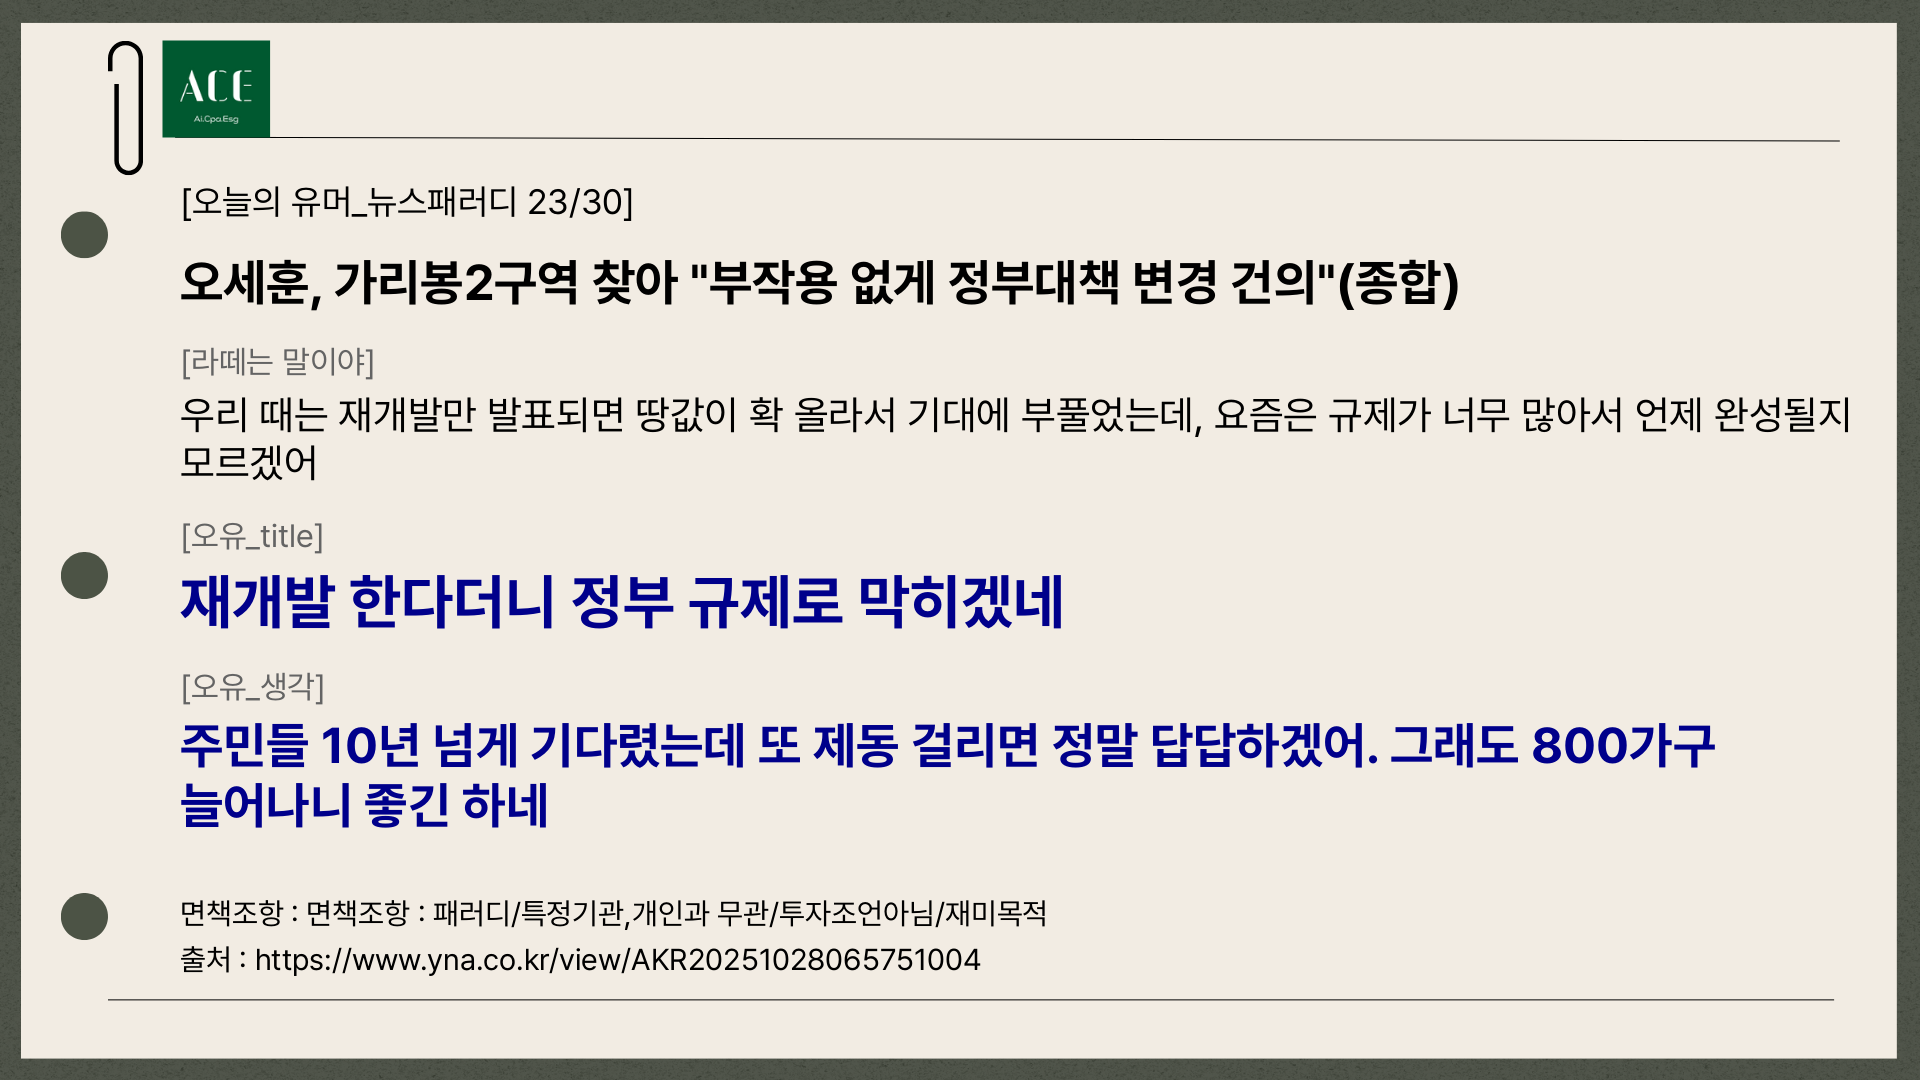 ACE
Ai.Cpa.Esg
[오늘의 유머_뉴스패러디 23/30]
오세훈, 가리봉2구역 찾아 "부작용 없게 정부대책 변경 건의"(종합)
[라떼는 말이야]
우리 때는 재개발만 발표되면 땅값이 확 올라서 기대에 부풀었는데, 요즘은 규제가 너무 많아서 언제 완성될지
모르겠어
[오유_title]
재개발 한다더니 정부 규제로 막히겠네
[오유_생각]
주민들 10년 넘게 기다렸는데 또 제동 걸리면 정말 답답하겠어. 그래도 800가구
늘어나니 좋긴 하네
면책조항 : 면책조항 : 패러디/특정기관,개인과 무관/투자조언아님/재미목적
출처 : https://www.yna.co.kr/view/AKR20251028065751004